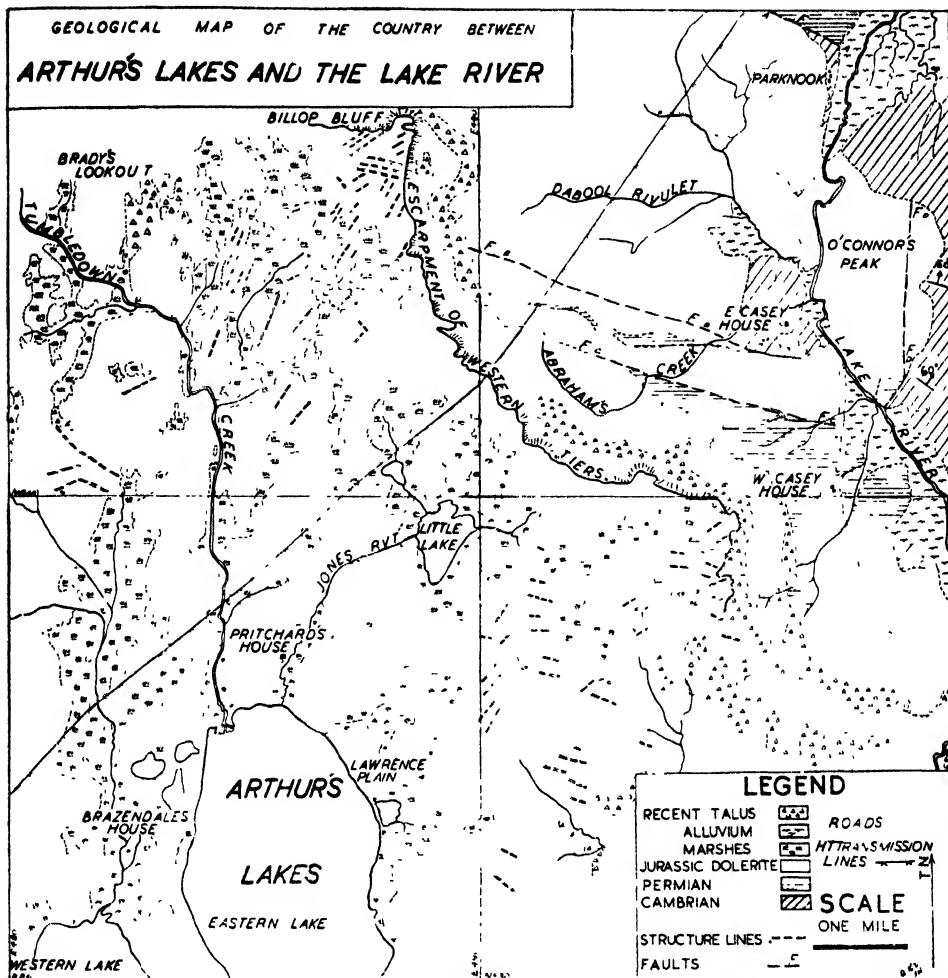 GEOLOGICAL MAP OF THE COUNTRY BETWEEN
ARTHUR'S LAKES AND THE LAKE RIVER
PARKNOOK
BILLOP BLUFF
BRADY'S
LOOKOUT
TUMBLEDOWN
CREEK
ESCARPMENT OF
WESTERN
TIERS
DABOOL RIVULET
O'CONNOR'S
PEAK
E CASEY
HOUSE
ABRAHAM'S
CREEK
LAKE
RIVER
F
F
F
F
F
60°
W CASEY
HOUSE
LITTLE
LAKE
JONES RVT
PRITCHARD'S
HOUSE
LAWRENCE
PLAIN
ARTHUR'S
LAKES
BRAZENDALES
HOUSE
EASTERN LAKE
WESTERN LAKE
LEGEND
RECENT TALUS
ALLUVIUM
MARSHES
JURASSIC DOLERITE
PERMIAN
CAMBRIAN
STRUCTURE LINES
FAULTS F
ROADS
HT TRANSMISSION
LINES
T N
SCALE
ONE MILE